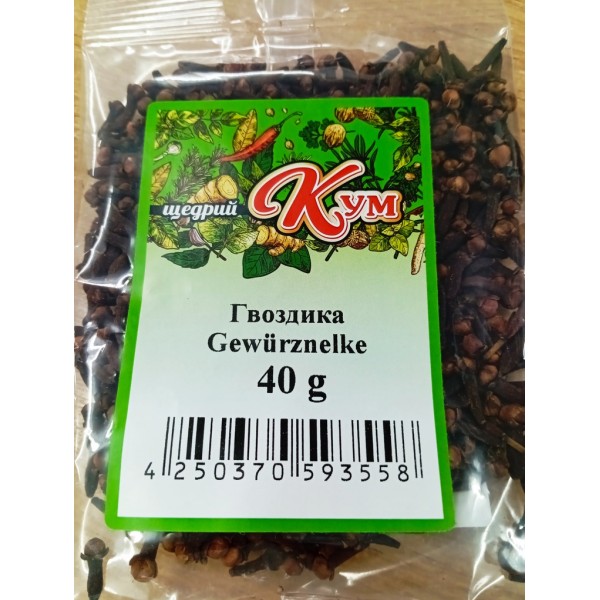 щедрий Кум
Гвоздика
Gewürznelke
40 g
4 250370 593558